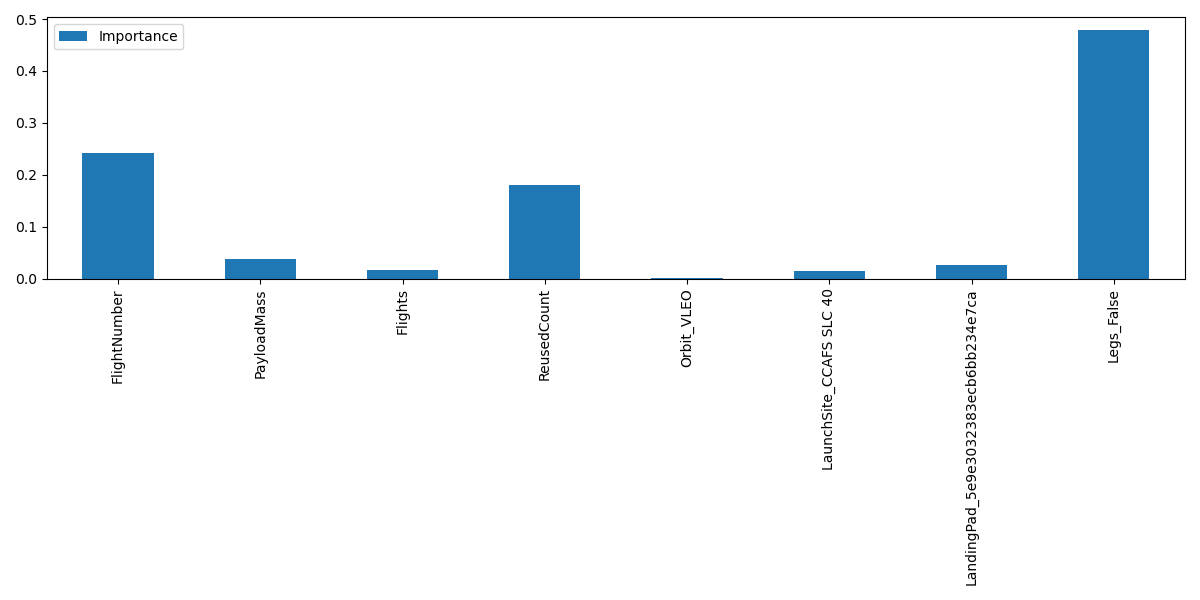 Importance
0.5
0.4
0.3
0.2
0.1
0.0
FlightNumber
PayloadMass
Flights
ReusedCount
Orbit_VLEO
LaunchSite_CCAFS SLC 40
LandingPad_5e9e3032383ecb6bb234e7ca
Legs_False